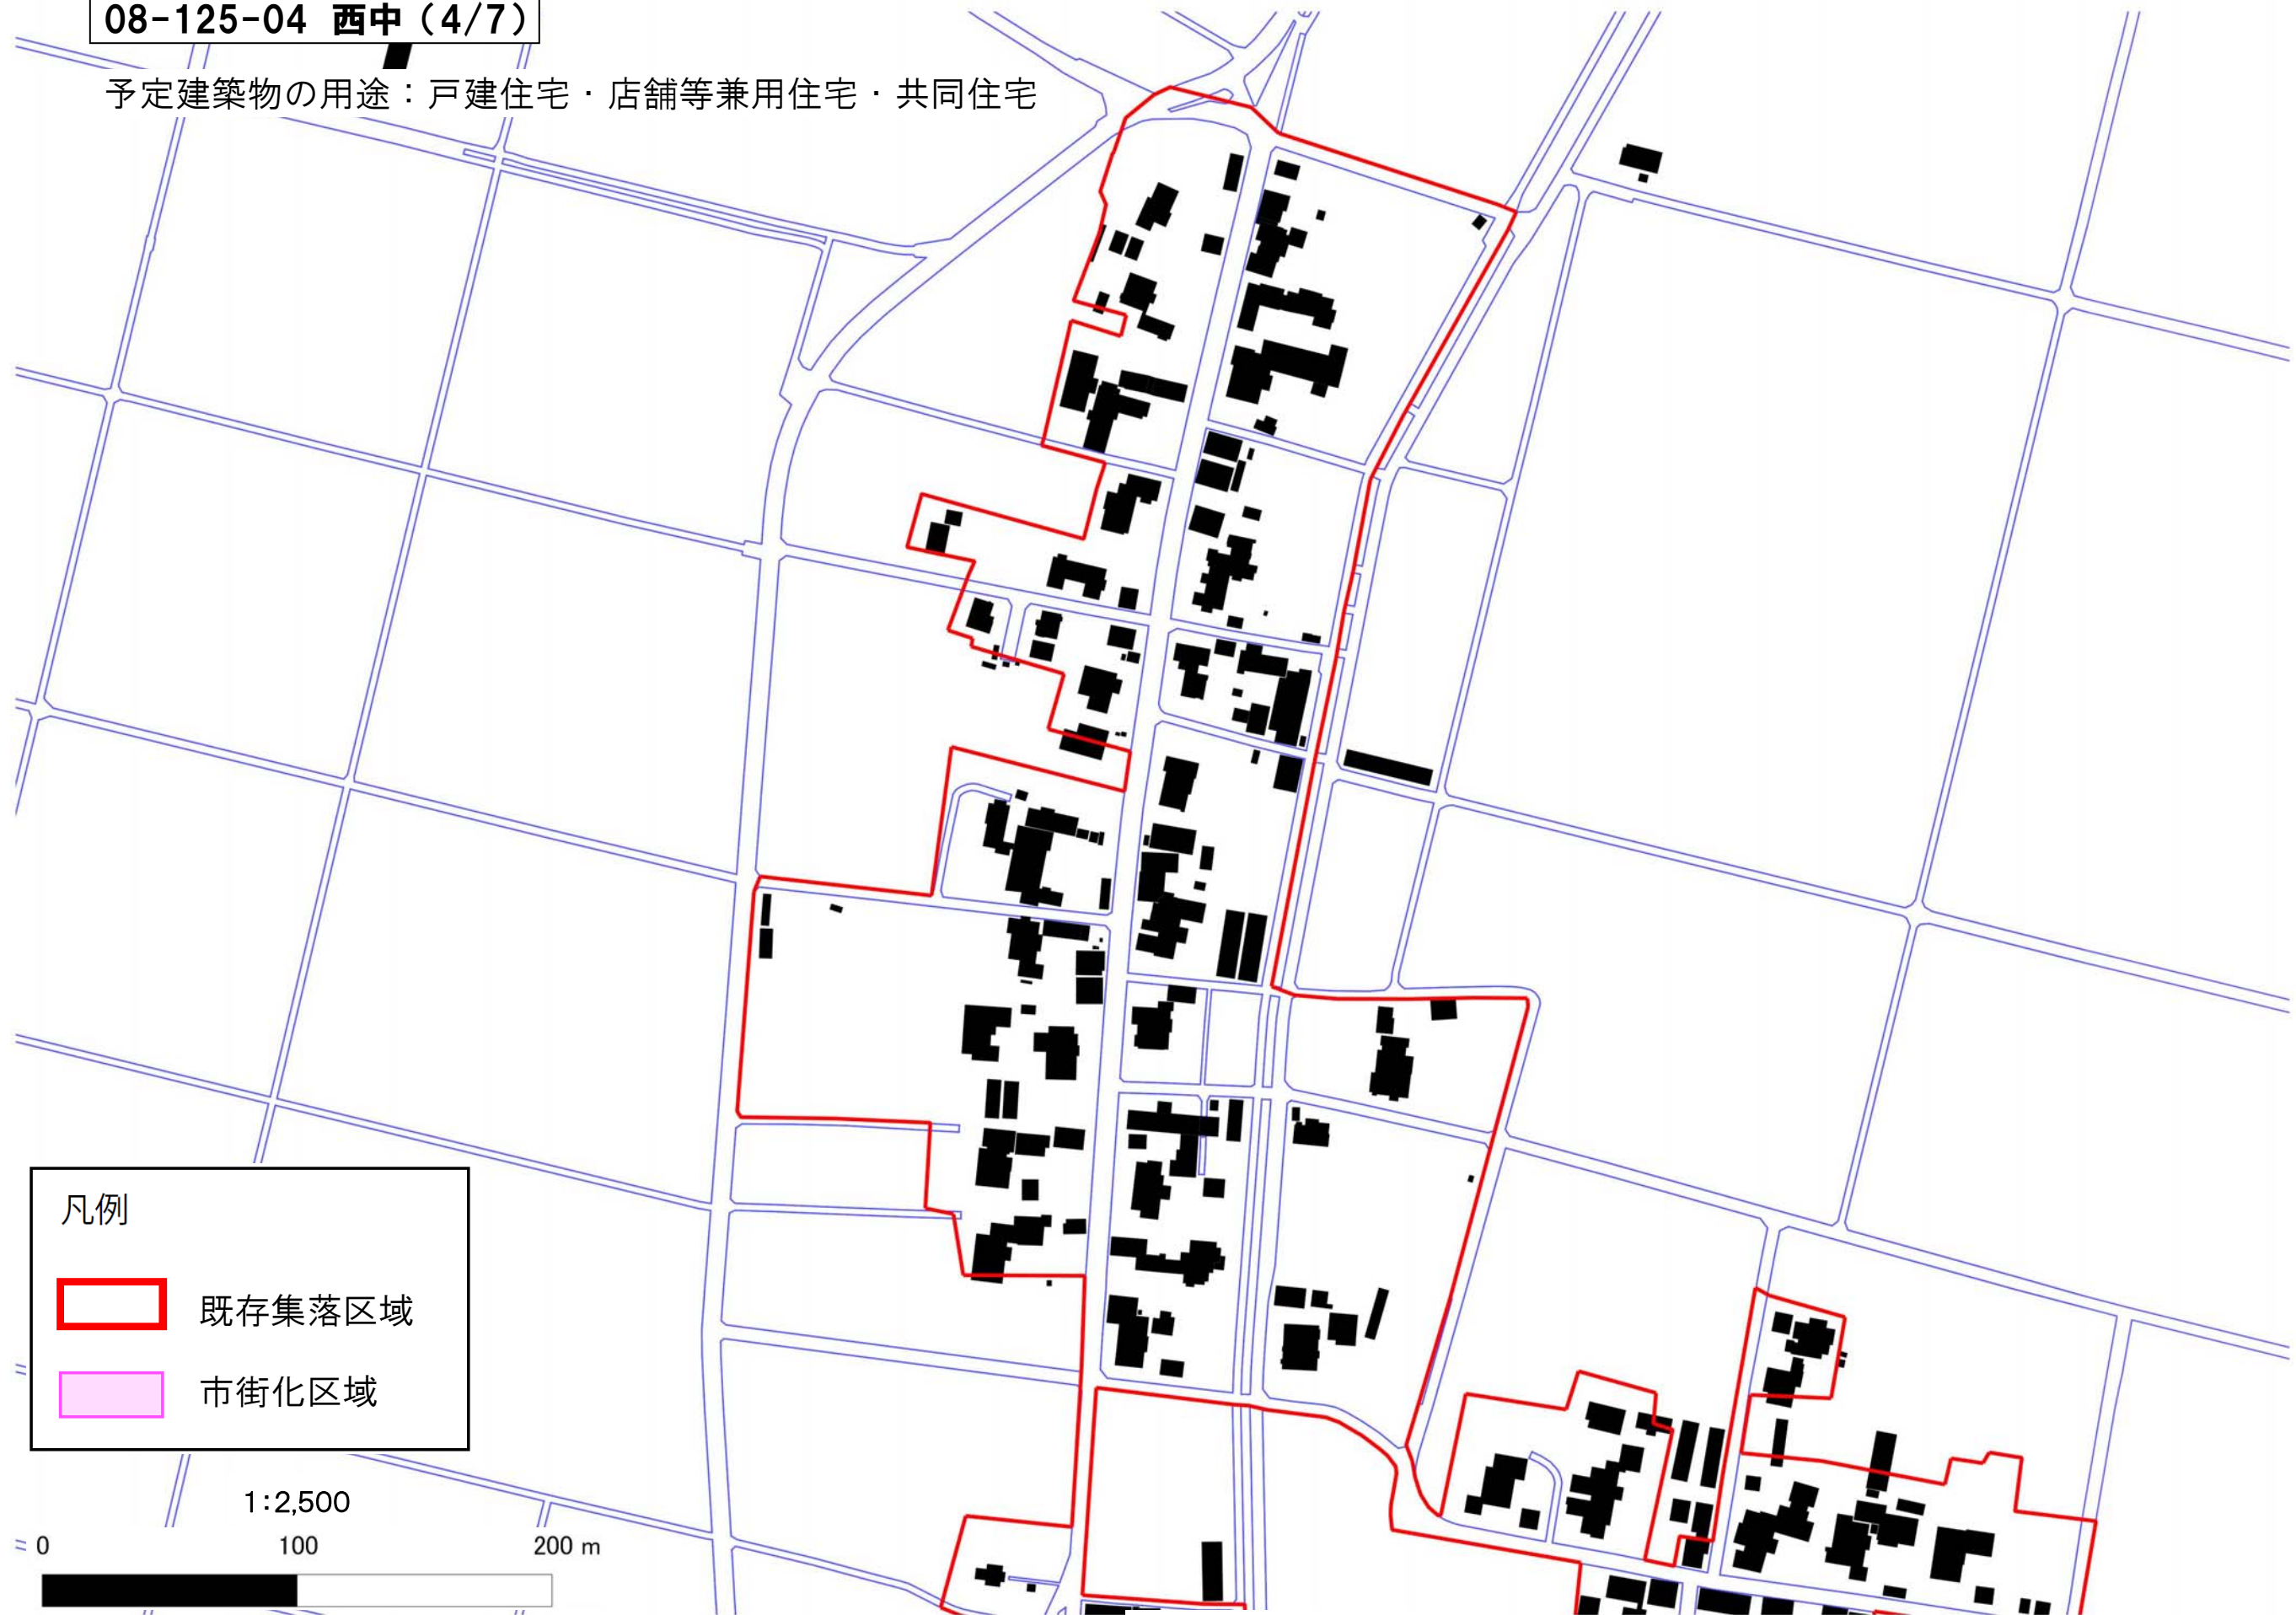 08-125-04 西中（4/7）
予定建築物の用途：戸建住宅・店舗等兼用住宅・共同住宅
凡例
既存集落区域
市街化区域
1:2,500
0 100 200 m